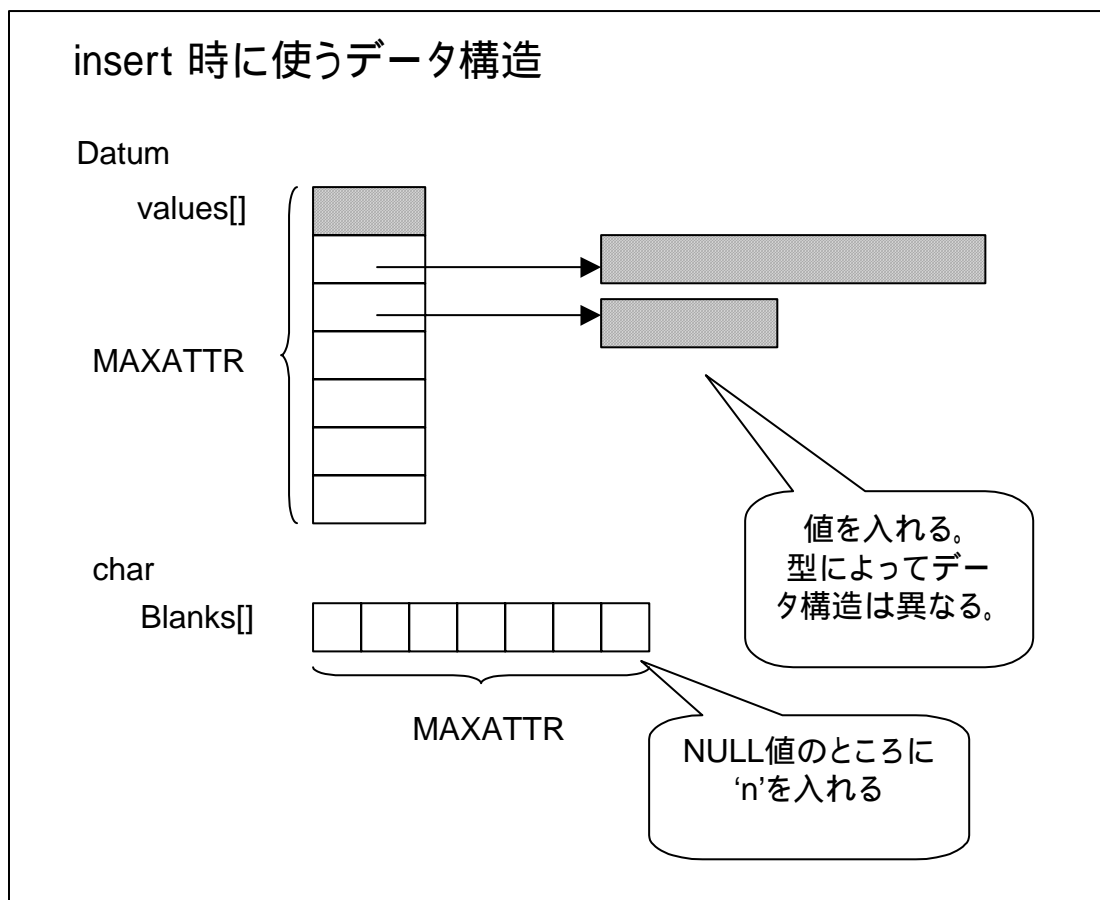 insert 時に使うデータ構造
Datum
values[]
MAXATTR
値を入れる。
型によってデー
タ構造は異なる。
char
Blanks[]
MAXATTR
NULL値のところに
‘n’を入れる